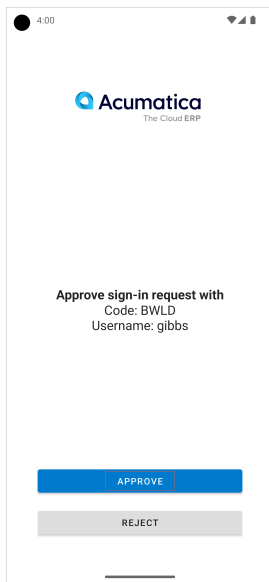 4:00
Acumatica
The Cloud ERP
Approve sign-in request with
Code: BWLD
Username: gibbs
APPROVE
REJECT